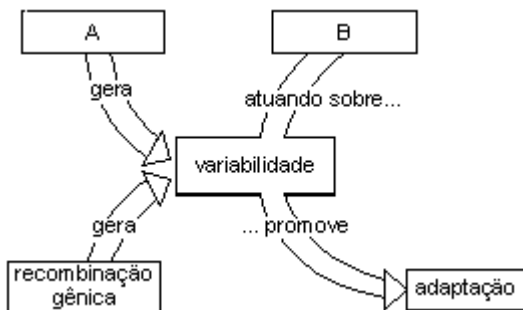 A
B
gera
atuando sobre...
variabilidade
gera
... promove
recombinação
gênica
adaptação